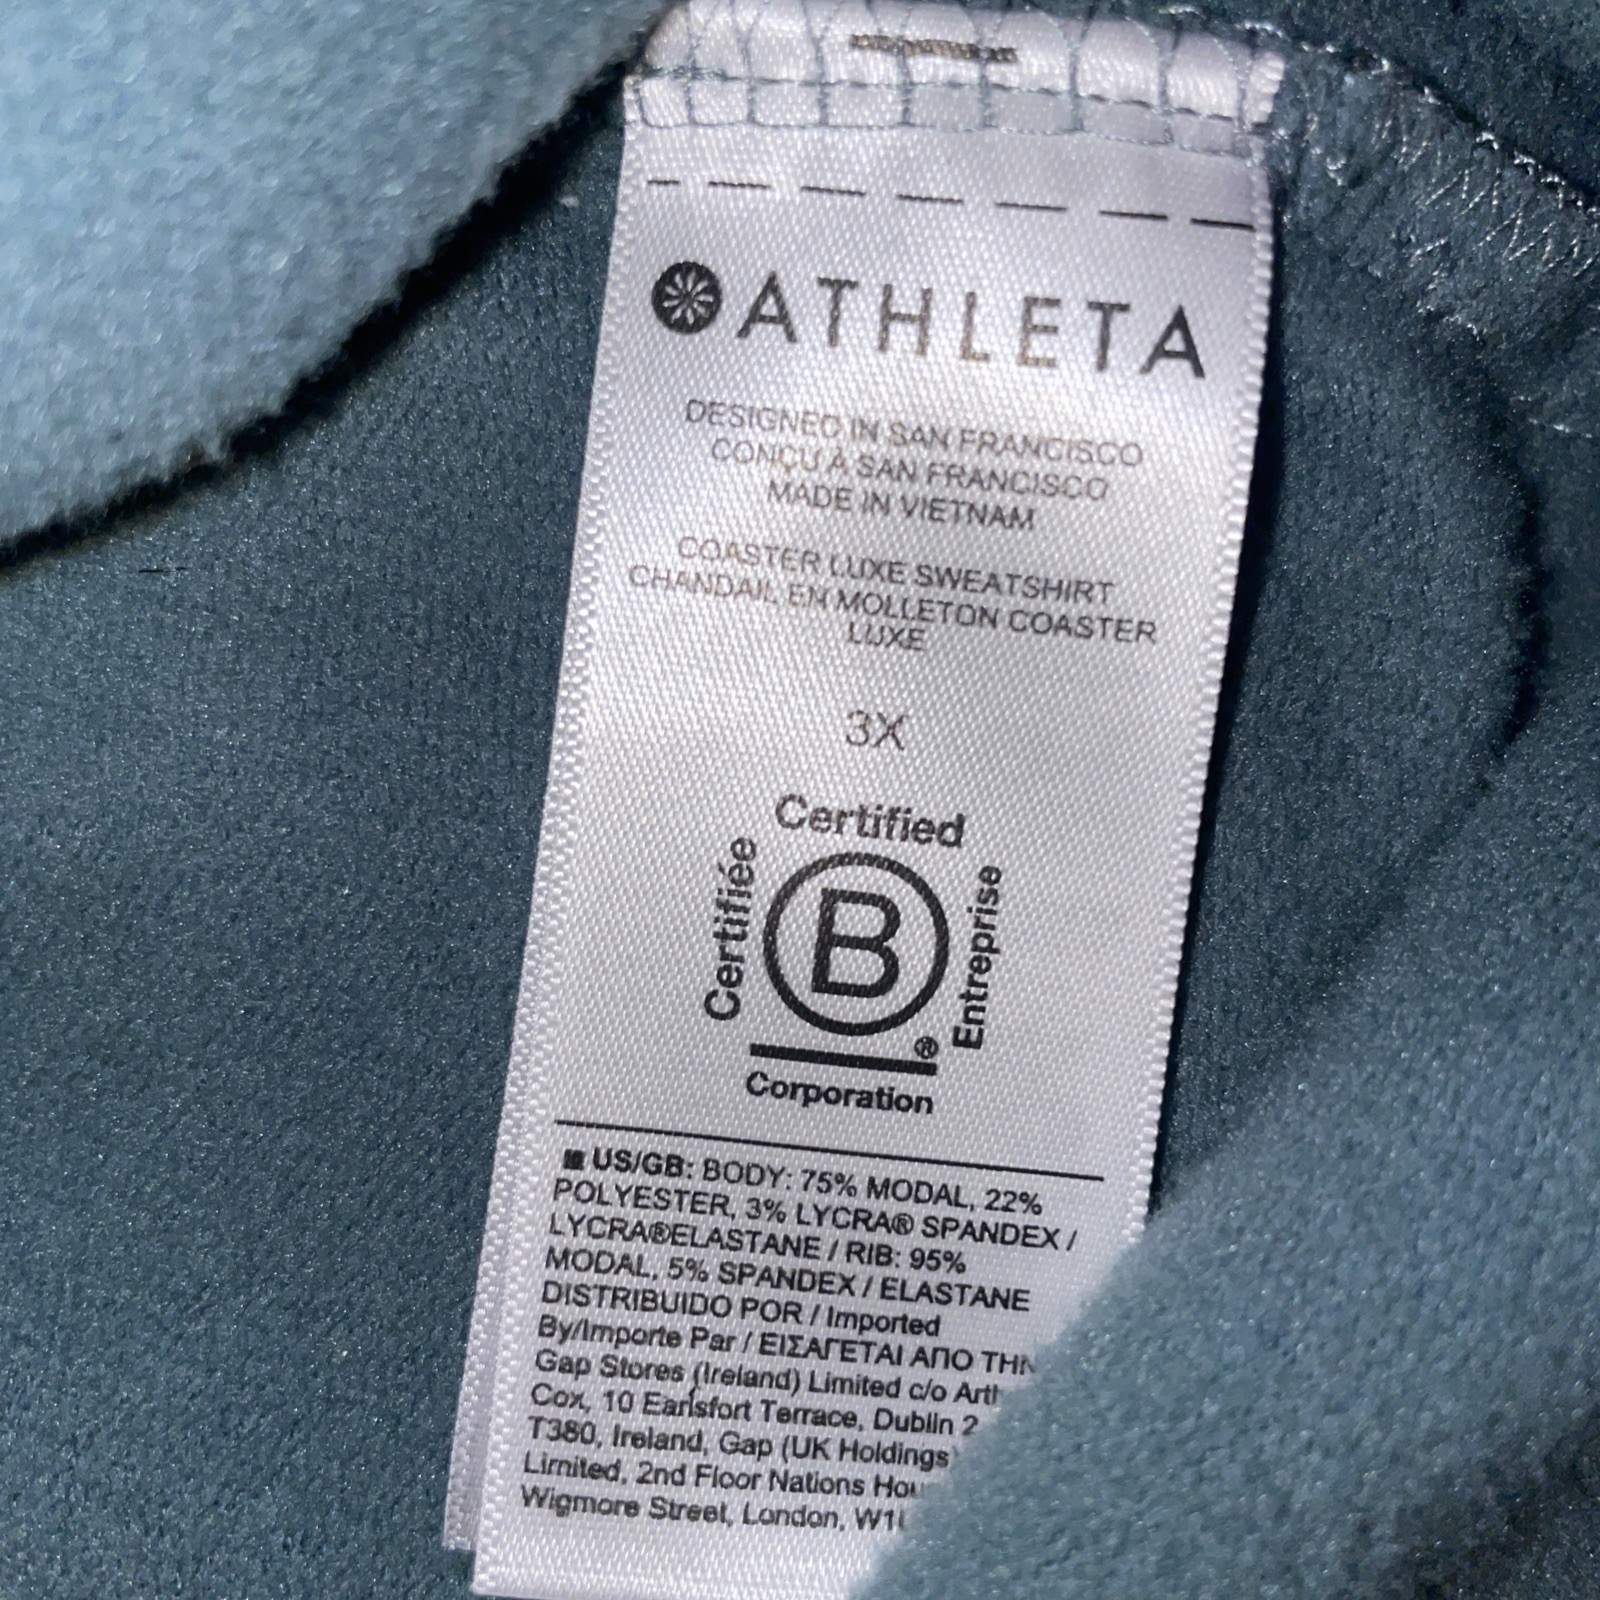 ATHLETA
DESIGNED IN SAN FRANCISCO
CONÇU À SAN FRANCISCO
MADE IN VIETNAM
COASTER LUXE SWEATSHIRT
CHANDAIL EN MOLLETON COASTER
LUXE
3X
Certified
Certifiée
B
Entreprise
®
Corporation
US/GB: BODY: 75% MODAL, 22%
POLYESTER, 3% LYCRA® SPANDEX /
LYCRA®ELASTANE / RIB: 95%
MODAL, 5% SPANDEX / ELASTANE
DISTRIBUIDO POR / Imported
By/Importe Par / ΕΙΣΑΓΕΤΑΙ ΑΠΟ ΤΗΝ
Gap Stores (Ireland) Limited c/o
Cox, 10 Earlsfort Terrace, Dublin 2
T380, Ireland, Gap (UK Holdings)
Limited, 2nd Floor Nations
Wigmore Street, London,